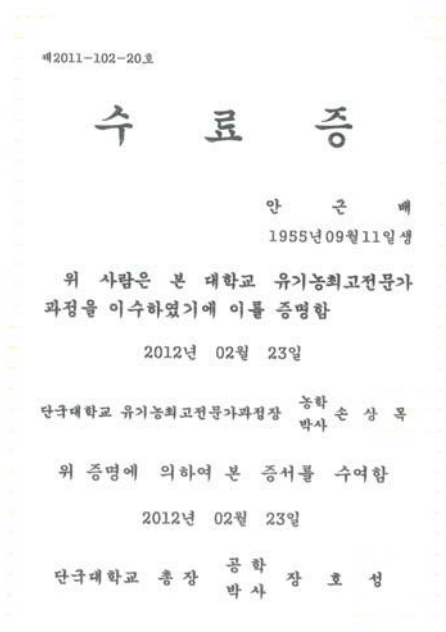 제2011-102-20호
수 료 증
안 근 배
1955년09월11일생
위 사람은 본 대학교 유기농최고전문가
과정을 이수하였기에 이를 증명함
2012년 02월 23일
단국대학교 유기농최고전문가과정장 농학박사 손 상 목
위 증명에 의하여 본 증서를 수여함
2012년 02월 23일
단국대학교 총 장 공학박사 장 호 성